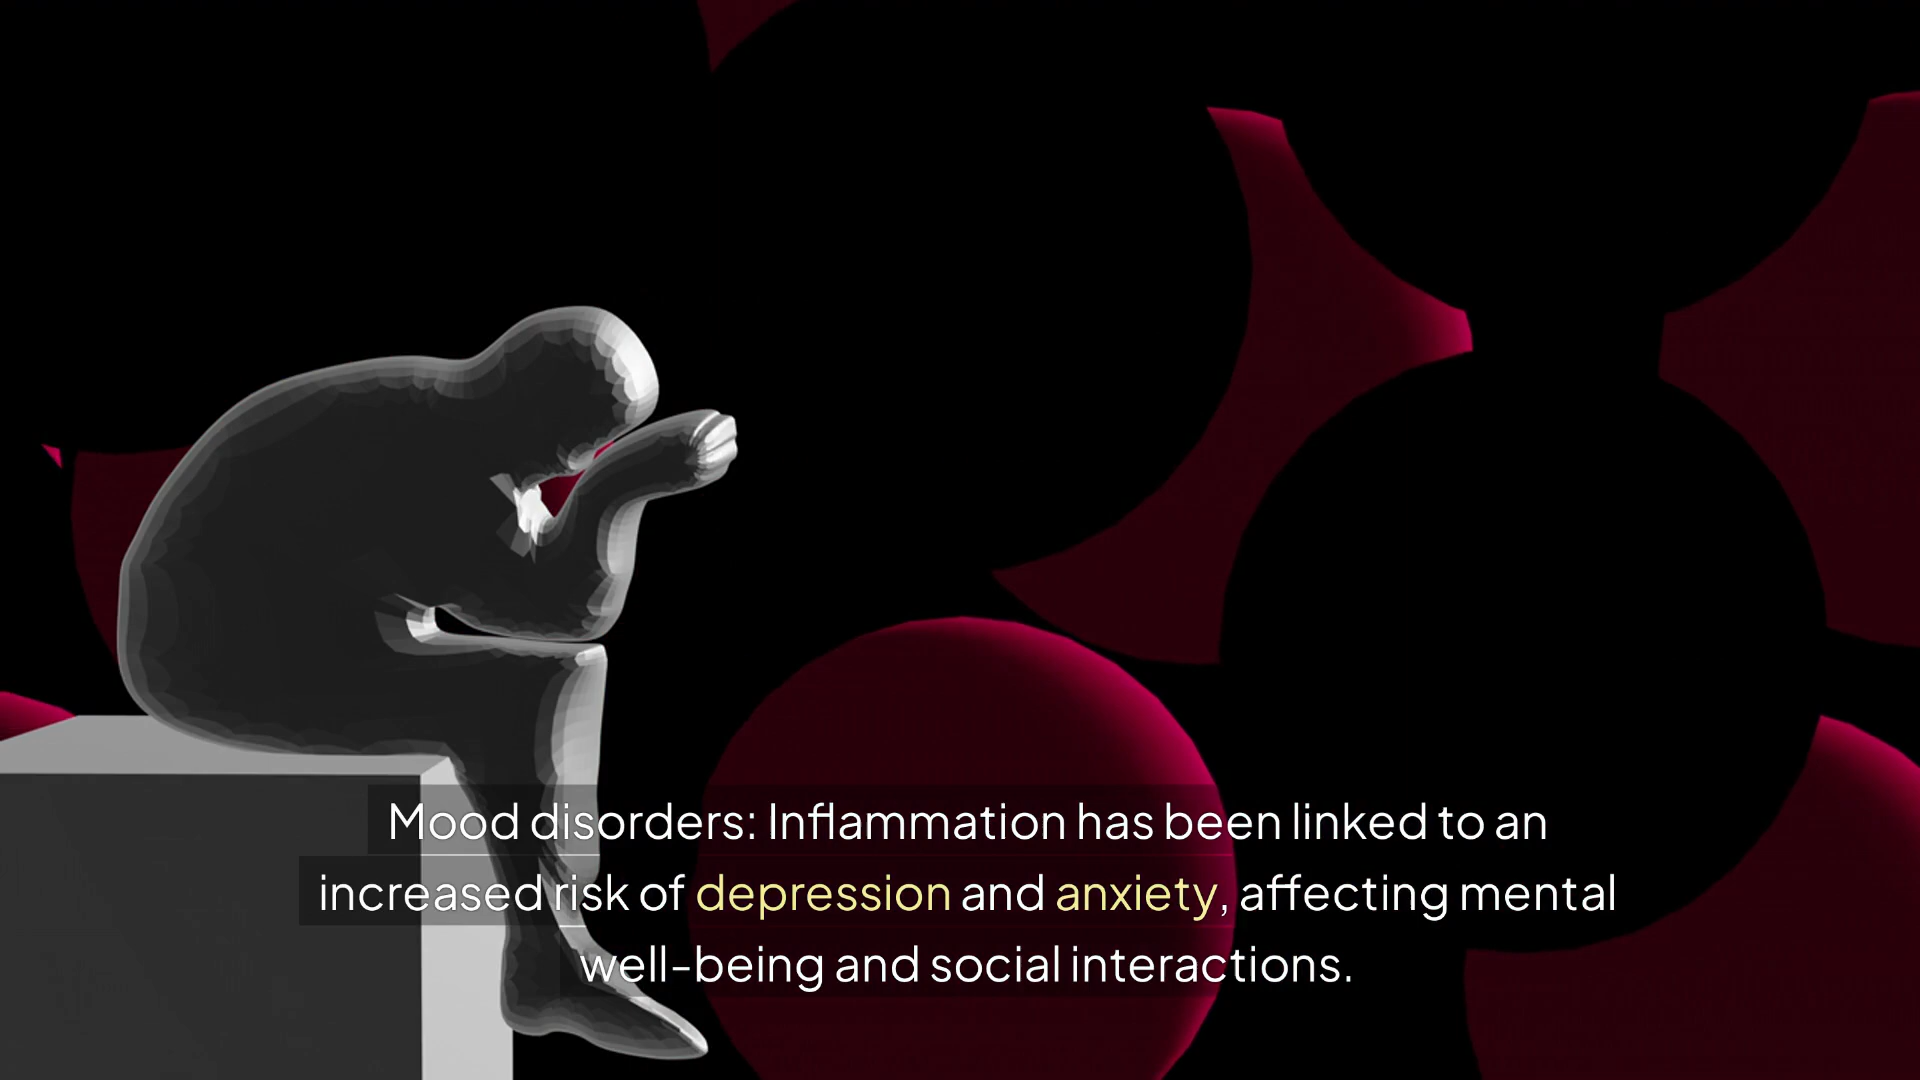 Mood disorders: Inflammation has been linked to an
increased risk of depression and anxiety, affecting mental
well-being and social interactions.